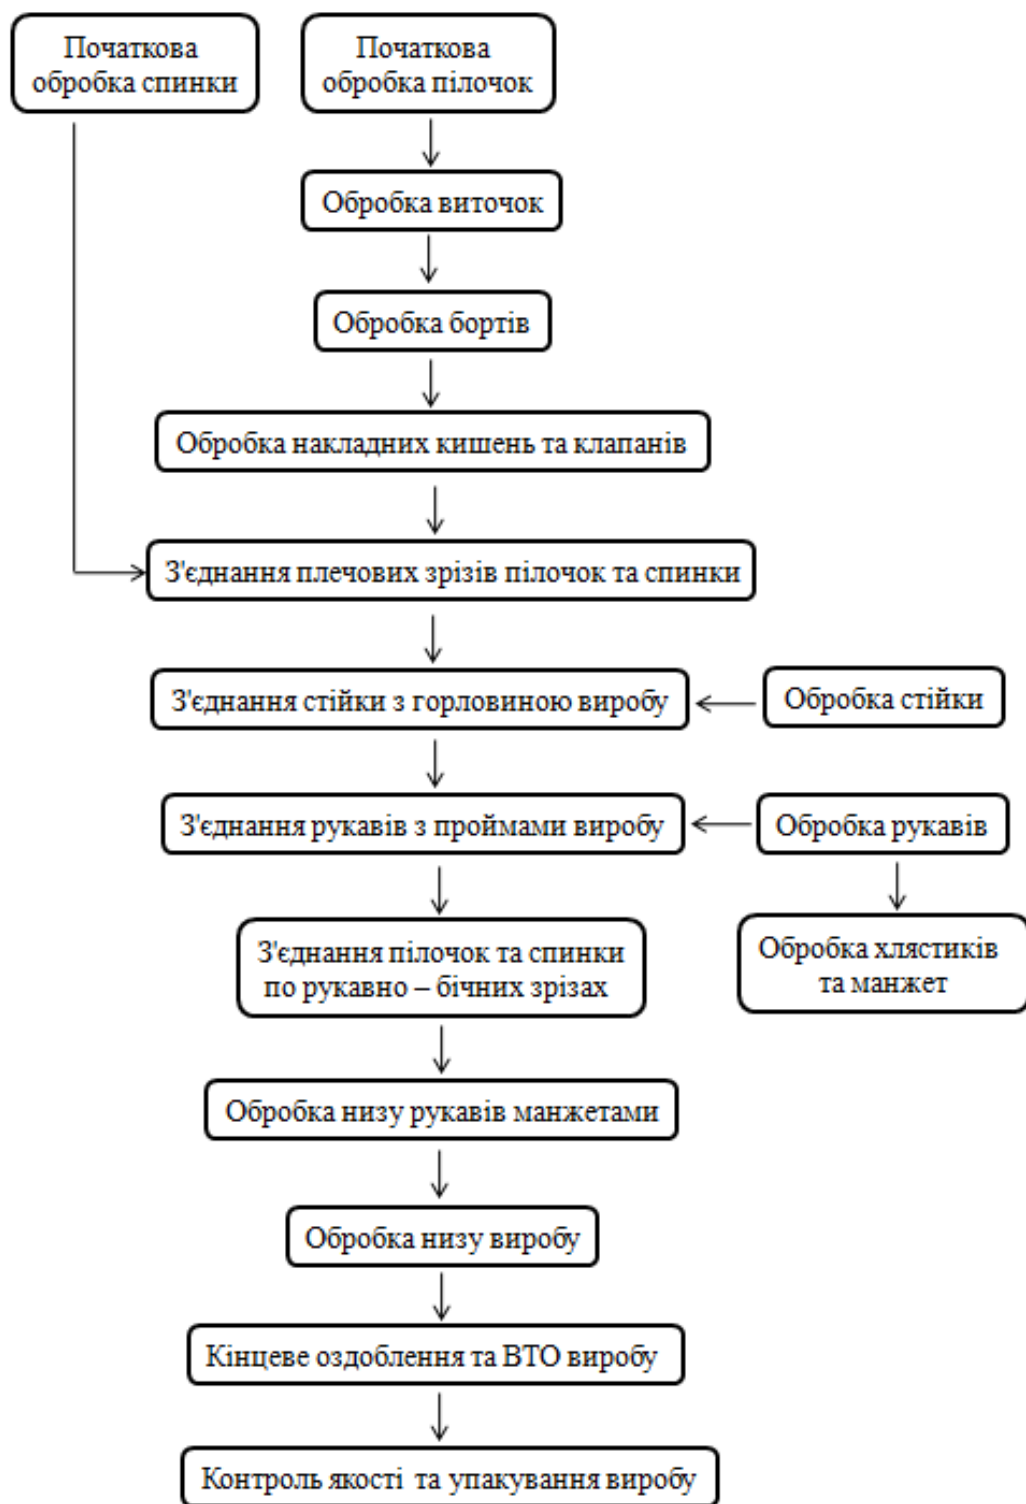 Початкова
обробка спинки
Початкова
обробка пілочок
Обробка виточок
Обробка бортів
Обробка накладних кишень та клапанів
З'єднання плечових зрізів пілочок та спинки
З'єднання стійки з горловиною виробу
Обробка стійки
З'єднання рукавів з проймами виробу
Обробка рукавів
З'єднання пілочок та спинки
по рукавно – бічних зрізах
Обробка хлястиків
та манжет
Обробка низу рукавів манжетами
Обробка низу виробу
Кінцеве оздоблення та ВТО виробу
Контроль якості та упакування виробу